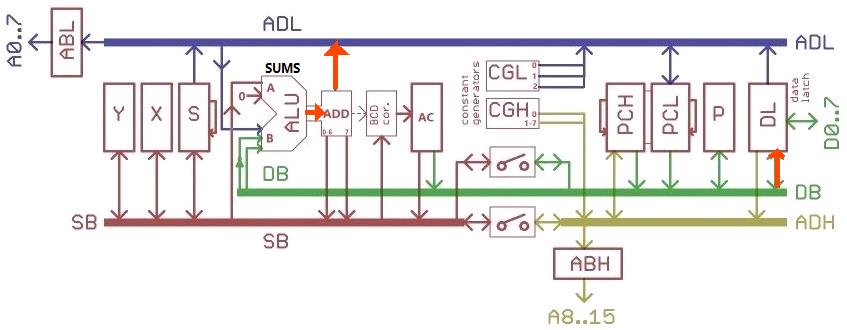 ADL
A0..7
ABL
ADL
SUMS
A
0
B
ALU
ADD
0-6 7
BCD
cor.
AC
Y
X
S
constant
generators
CGL
0
1
2
CGH
0
1-7
PCH
PCL
P
DL
data
latch
D0..7
DB
DB
SB
SB
ADH
ABH
A8..15